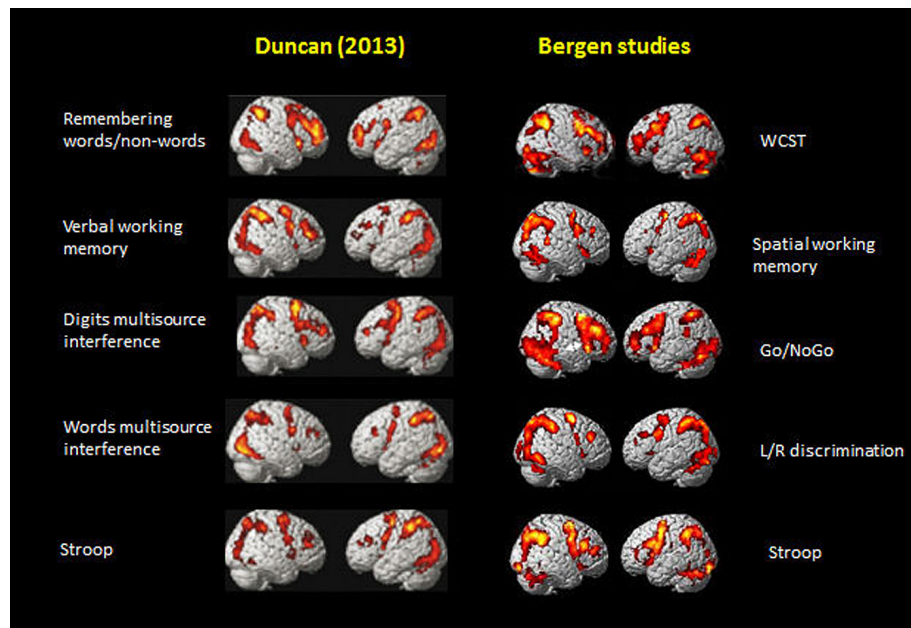 Duncan (2013)
Bergen studies
Remembering
words/non-words
WCST
Verbal working
memory
Spatial working
memory
Digits multisource
interference
Go/NoGo
Words multisource
interference
L/R discrimination
Stroop
Stroop